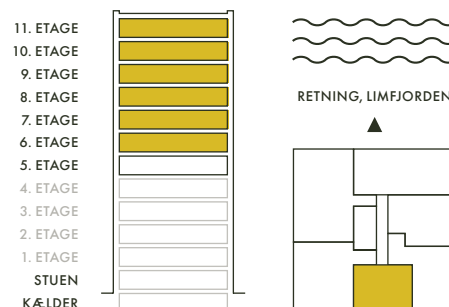 11. ETAGE
10. ETAGE
9. ETAGE
8. ETAGE
7. ETAGE
6. ETAGE
5. ETAGE
4. ETAGE
3. ETAGE
2. ETAGE
1. ETAGE
STUEN
KÆLDER
RETNING, LIMFJORDEN